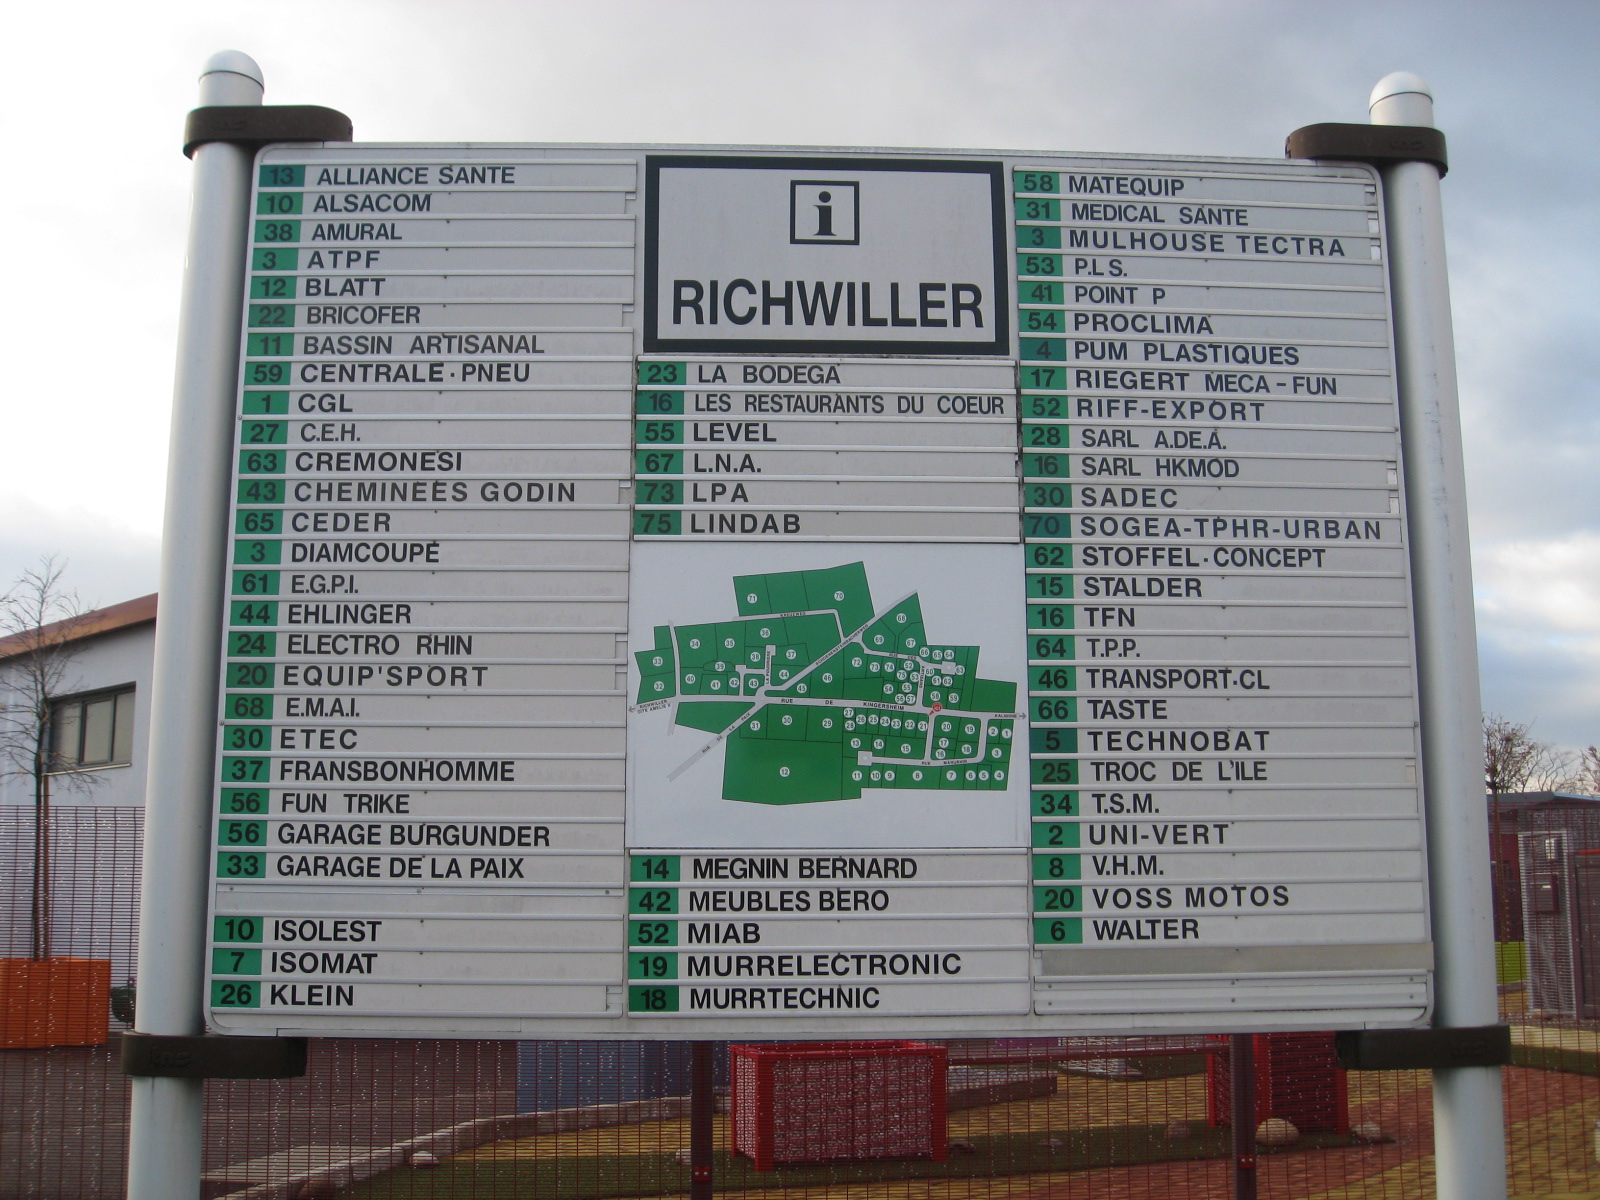 13 ALLIANCE SANTE
10 ALSACOM
38 AMURAL
3 ATPF
12 BLATT
22 BRICOFER
11 BASSIN ARTISANAL
59 CENTRALE·PNEU
1 CGL
27 C.E.H.
63 CREMONESI
43 CHEMINEES GODIN
65 CEDER
3 DIAMCOUPE
61 E.G.P.I.
44 EHLINGER
24 ELECTRO RHIN
20 EQUIP'SPORT
68 E.M.A.I.
30 ETEC
37 FRANSBONHOMME
56 FUN TRIKE
56 GARAGE BURGUNDER
33 GARAGE DE LA PAIX
10 ISOLEST
7 ISOMAT
26 KLEIN
i
RICHWILLER
23 LA BODEGA
16 LES RESTAURANTS DU COEUR
55 LEVEL
67 L.N.A.
73 LPA
75 LINDAB
71
70
RUE DE KINGERSHEIM
12
14 MEGNIN BERNARD
42 MEUBLES BERO
52 MIAB
19 MURRELECTRONIC
18 MURRTECHNIC
58 MATEQUIP
31 MEDICAL SANTE
3 MULHOUSE TECTRA
53 P.L.S.
41 POINT P
54 PROCLIMA
4 PUM PLASTIQUES
17 RIEGERT MECA-FUN
52 RIFF-EXPORT
28 SARL A.DE.A.
16 SARL HKMOD
30 SADEC
70 SOGEA-TPHR-URBAN
62 STOFFEL·CONCEPT
15 STALDER
16 TFN
64 T.P.P.
46 TRANSPORT·CL
66 TASTE
5 TECHNOBAT
25 TROC DE L'ILE
34 T.S.M.
2 UNI-VERT
8 V.H.M.
20 VOSS MOTOS
6 WALTER